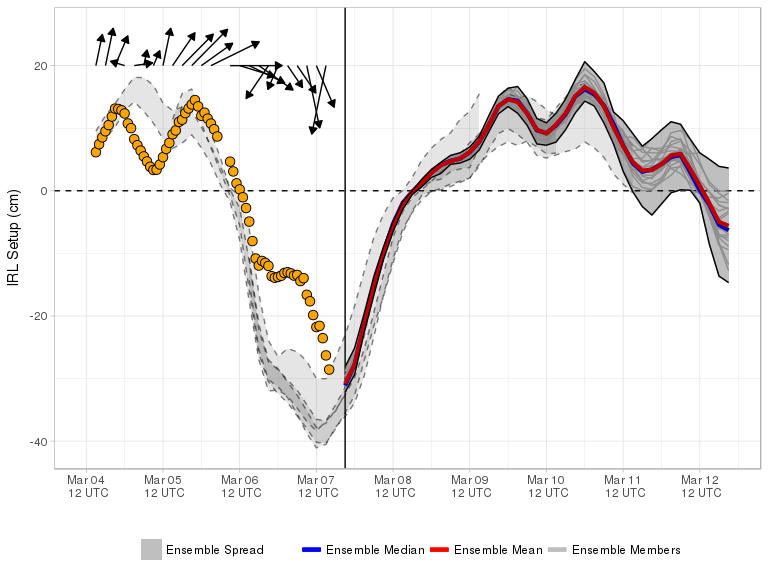 IRL Setup (cm)
20
0
-20
-40
Mar 04 Mar 05 Mar 06 Mar 07 Mar 08 Mar 09 Mar 10 Mar 11 Mar 12
12 UTC 12 UTC 12 UTC 12 UTC 12 UTC 12 UTC 12 UTC 12 UTC 12 UTC
Ensemble Spread Ensemble Median Ensemble Mean Ensemble Members